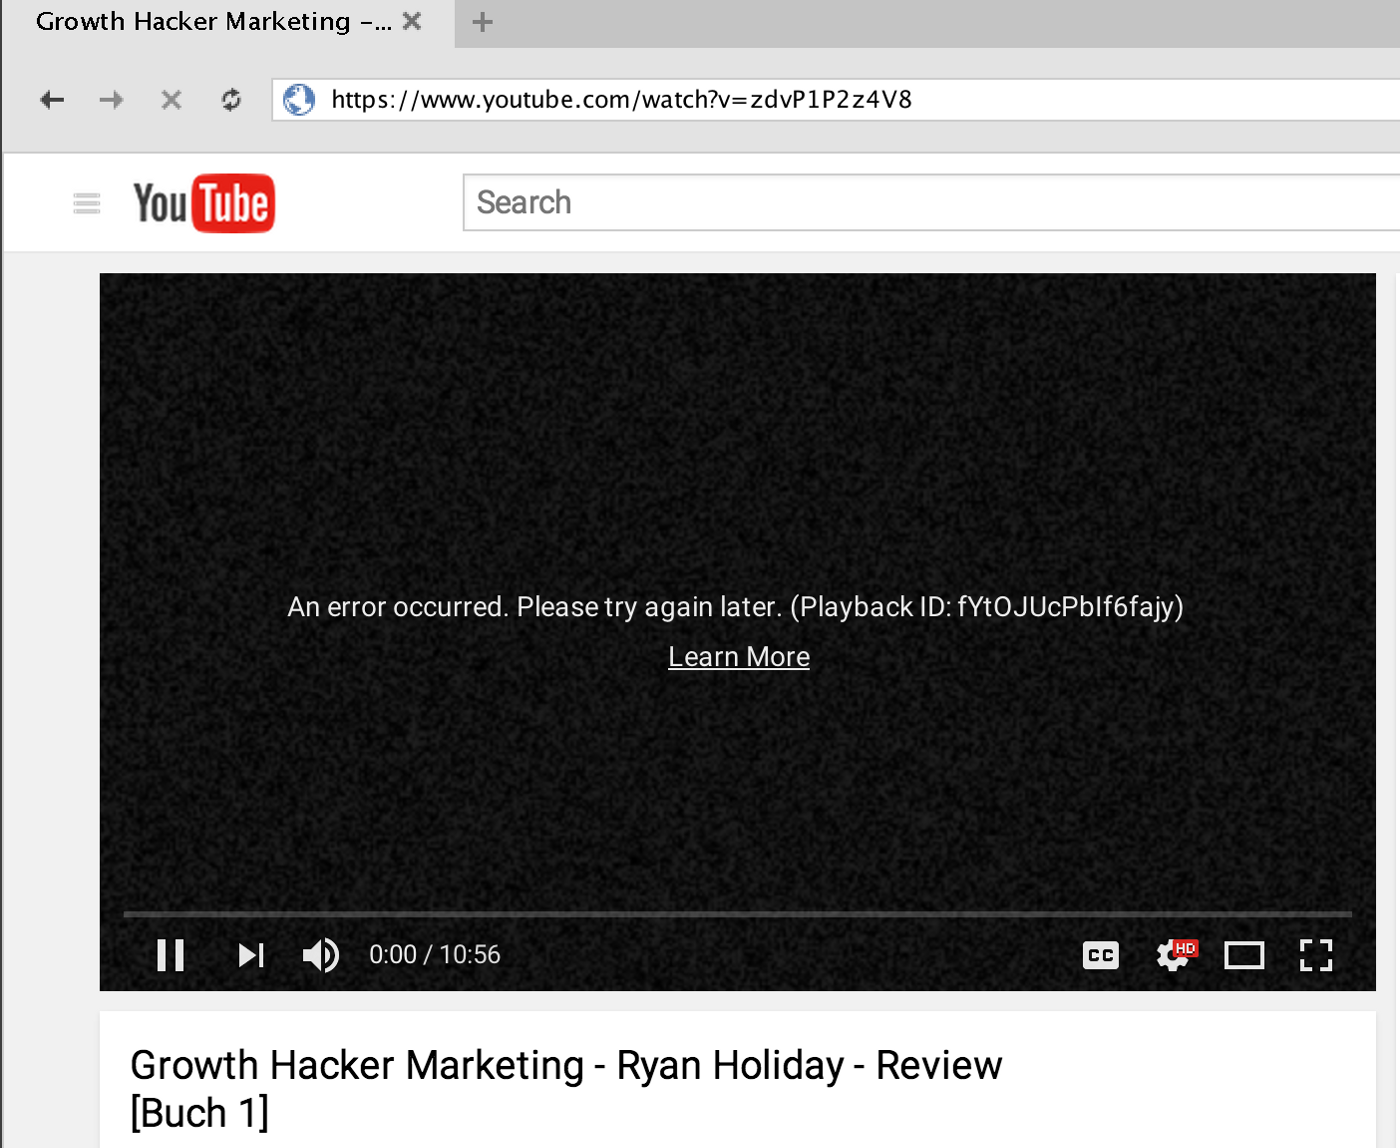 Growth Hacker Marketing –...
https://www.youtube.com/watch?v=zdvP1P2z4V8
YouTube
Search
An error occurred. Please try again later. (Playback ID: fYtOJUcPbIf6fajy)
Learn More
0:00 / 10:56
CC
HD
Growth Hacker Marketing - Ryan Holiday - Review
[Buch 1]